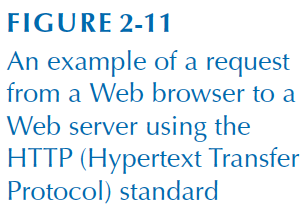 FIGURE 2-11
An example of a request
from a Web browser to a
Web server using the
HTTP (Hypertext Transfer
Protocol) standard